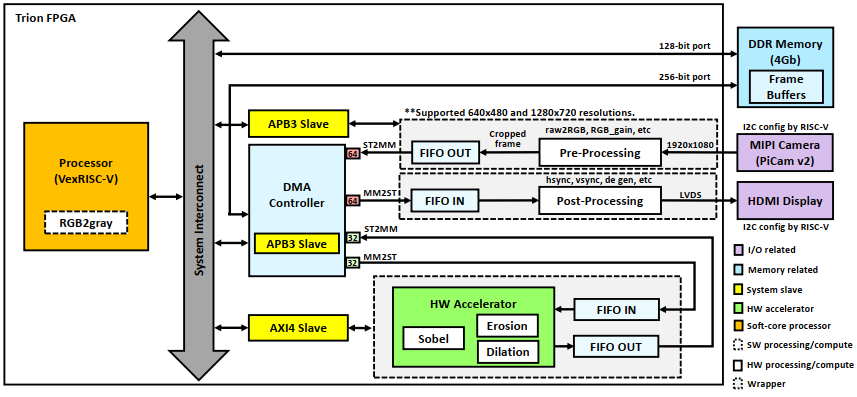 Trion FPGA
128-bit port
DDR Memory
(4Gb)
Frame
Buffers
256-bit port
APB3 Slave
**Supported 640x480 and 1280x720 resolutions.
raw2RGB, RGB_gain, etc
I2C config by RISC-V
ST2MM
64
FIFO OUT
Cropped
frame
Pre-Processing
1920x1080
MIPI Camera
(PiCam v2)
Processor
(VexRISC-V)
RGB2gray
System Interconnect
DMA
Controller
APB3 Slave
MM2ST
64
FIFO IN
hsync, vsync, de gen, etc
Post-Processing
LVDS
HDMI Display
I2C config by RISC-V
ST2MM
32
MM2ST
32
AXI4 Slave
HW Accelerator
Sobel
Erosion
Dilation
FIFO IN
FIFO OUT
I/O related
Memory related
System slave
HW accelerator
Soft-core processor
SW processing/compute
HW processing/compute
Wrapper